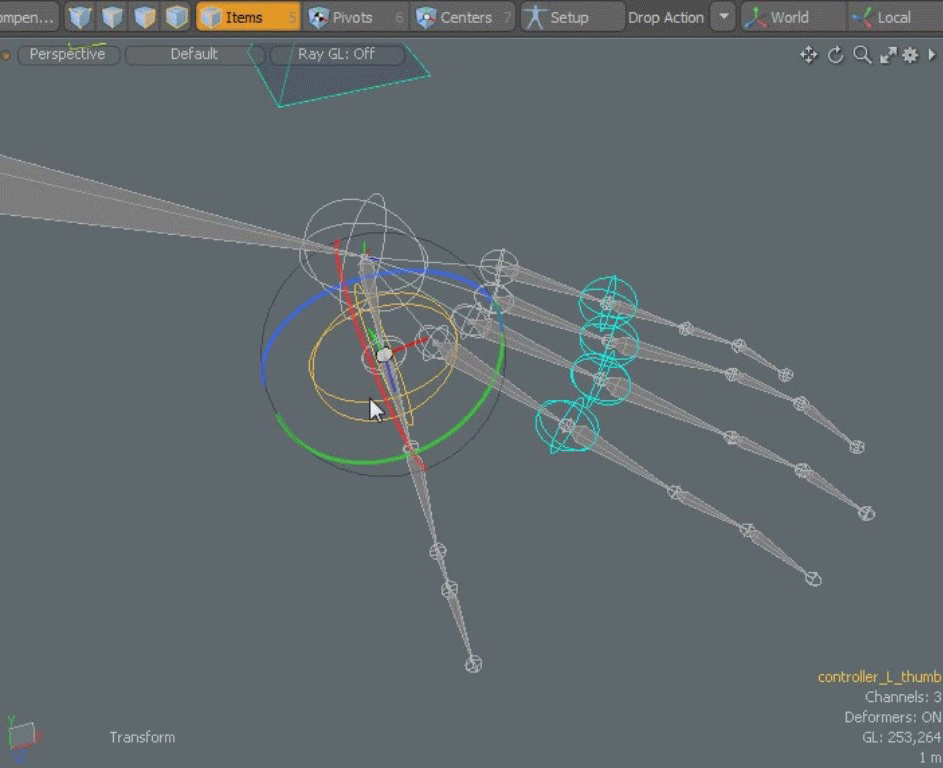 ompen... Items 5 Pivots 6 Centers 7 Setup Drop Action World Local
Perspective Default Ray GL: Off
controller_L_thumb
Channels: 3
Deformers: ON
GL: 253,264
Transform
1 m
Y